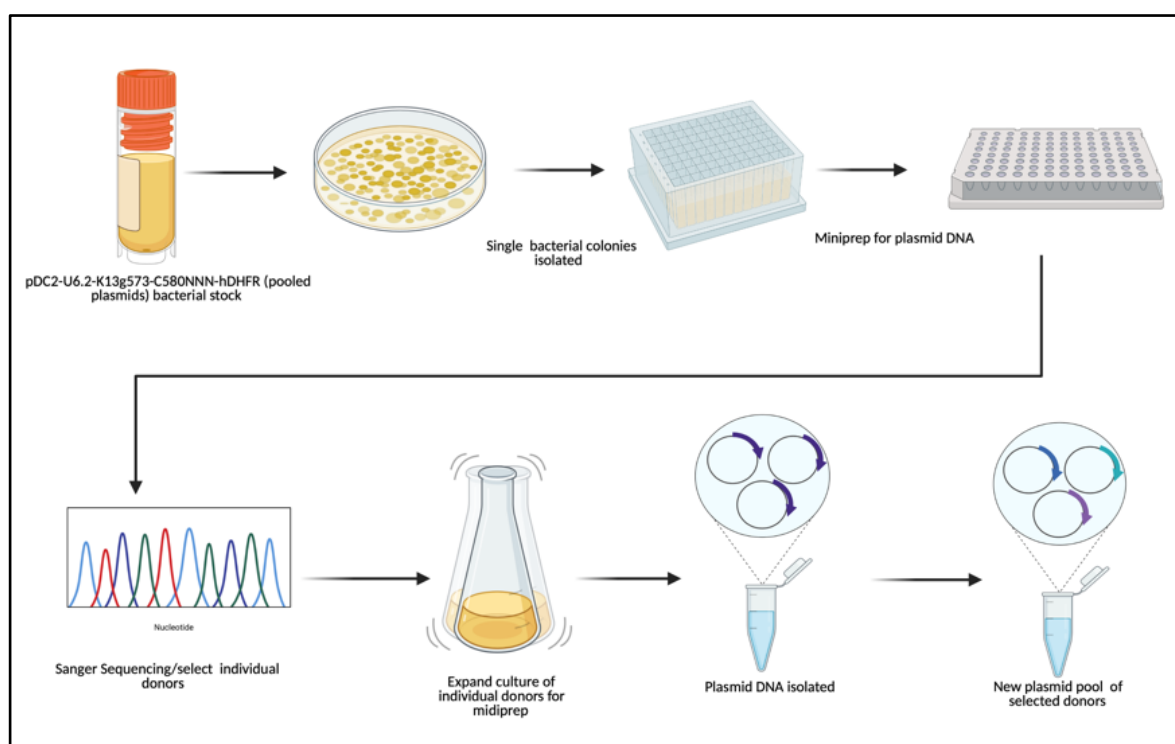 pDC2-U6.2-K13g573-C580NNN-hDHFR (pooled
plasmids) bacterial stock
Single bacterial colonies
isolated
Miniprep for plasmid DNA
Nucleotide
Sanger Sequencing/select individual
donors
Expand culture of
individual donors for
midiprep
Plasmid DNA isolated
New plasmid pool of
selected donors